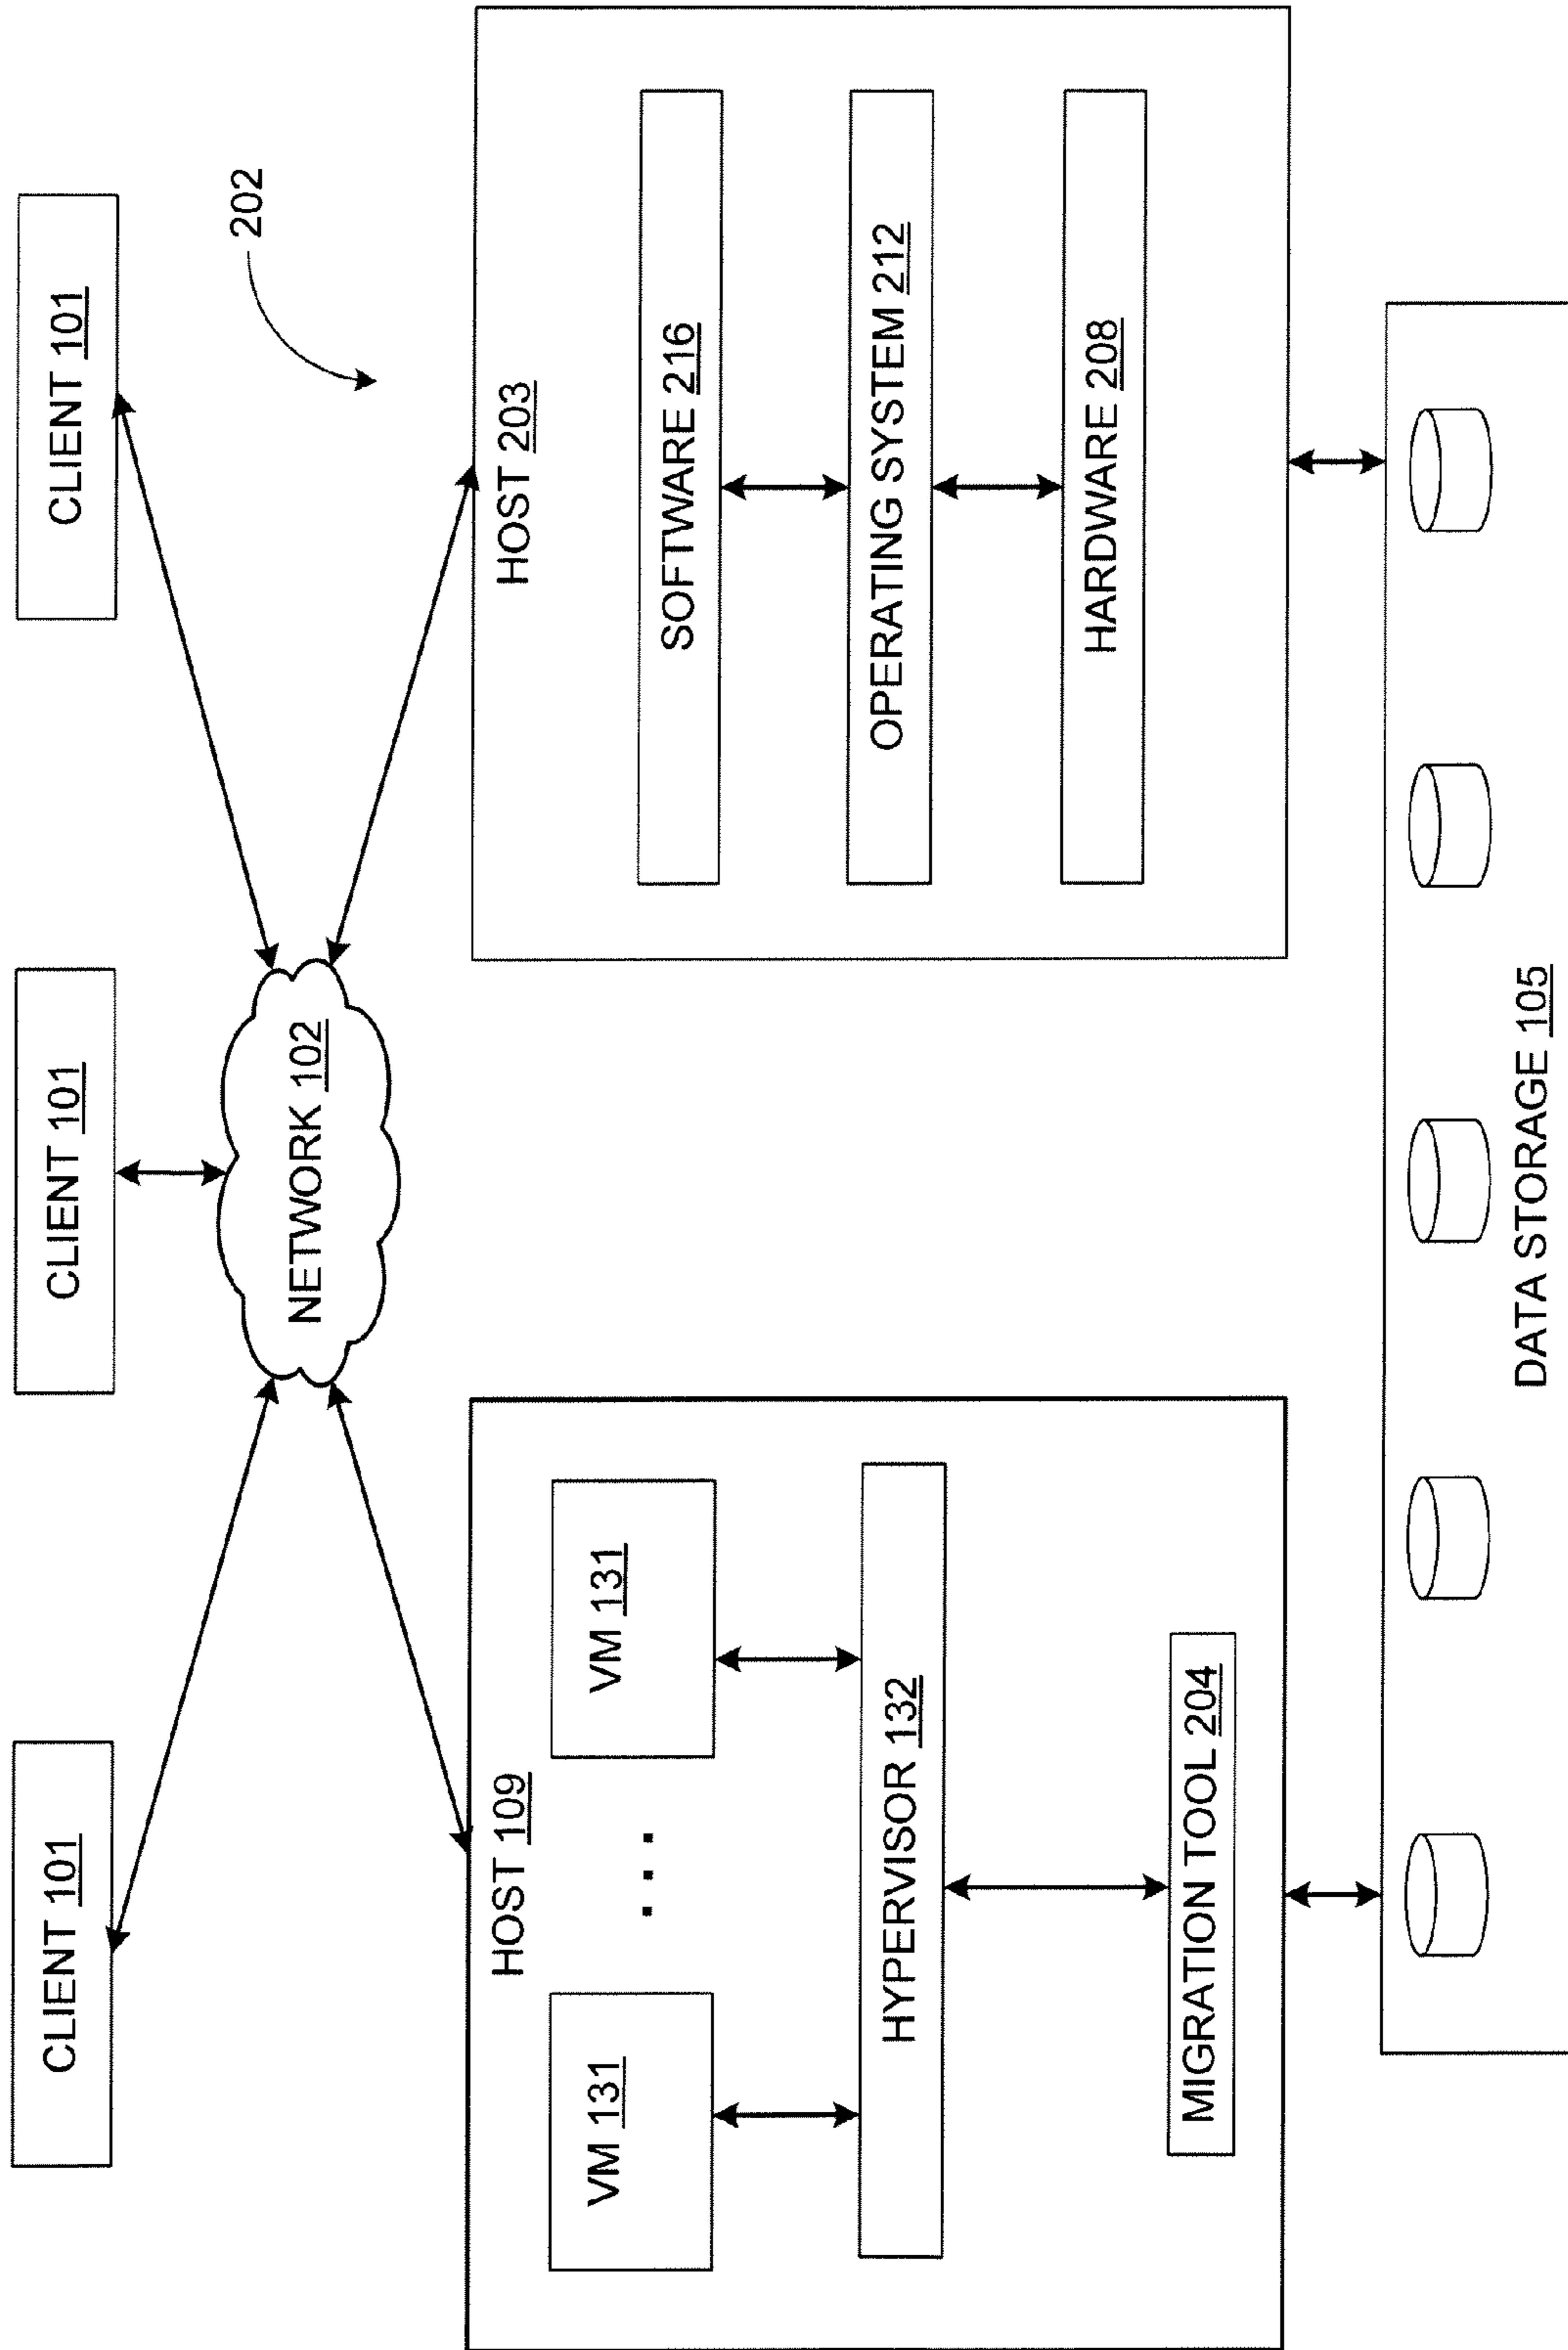 CLIENT 101
CLIENT 101
CLIENT 101
202
NETWORK 102
HOST 109
VM 131
...
VM 131
HYPERVISOR 132
MIGRATION TOOL 204
HOST 203
SOFTWARE 216
OPERATING SYSTEM 212
HARDWARE 208
DATA STORAGE 105